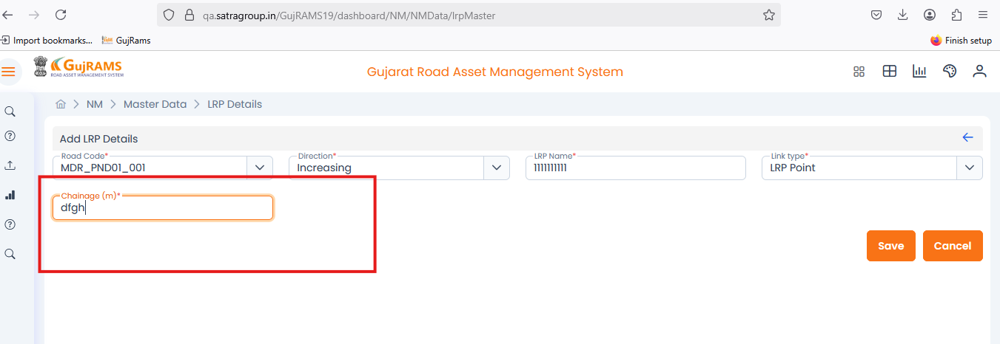 qa.satragroup.in/GujRAMS19/dashboard/NM/NMData/lrpMaster
Import bookmarks... GujRams Finish setup
GujRAMS
ROAD ASSET MANAGEMENT SYSTEM
Gujarat Road Asset Management System
NM > Master Data > LRP Details
Add LRP Details
Road Code* Direction* LRP Name* Link type*
MDR_PND01_001 Increasing 1111111111 LRP Point
Chainage (m)*
dfgh
Save Cancel